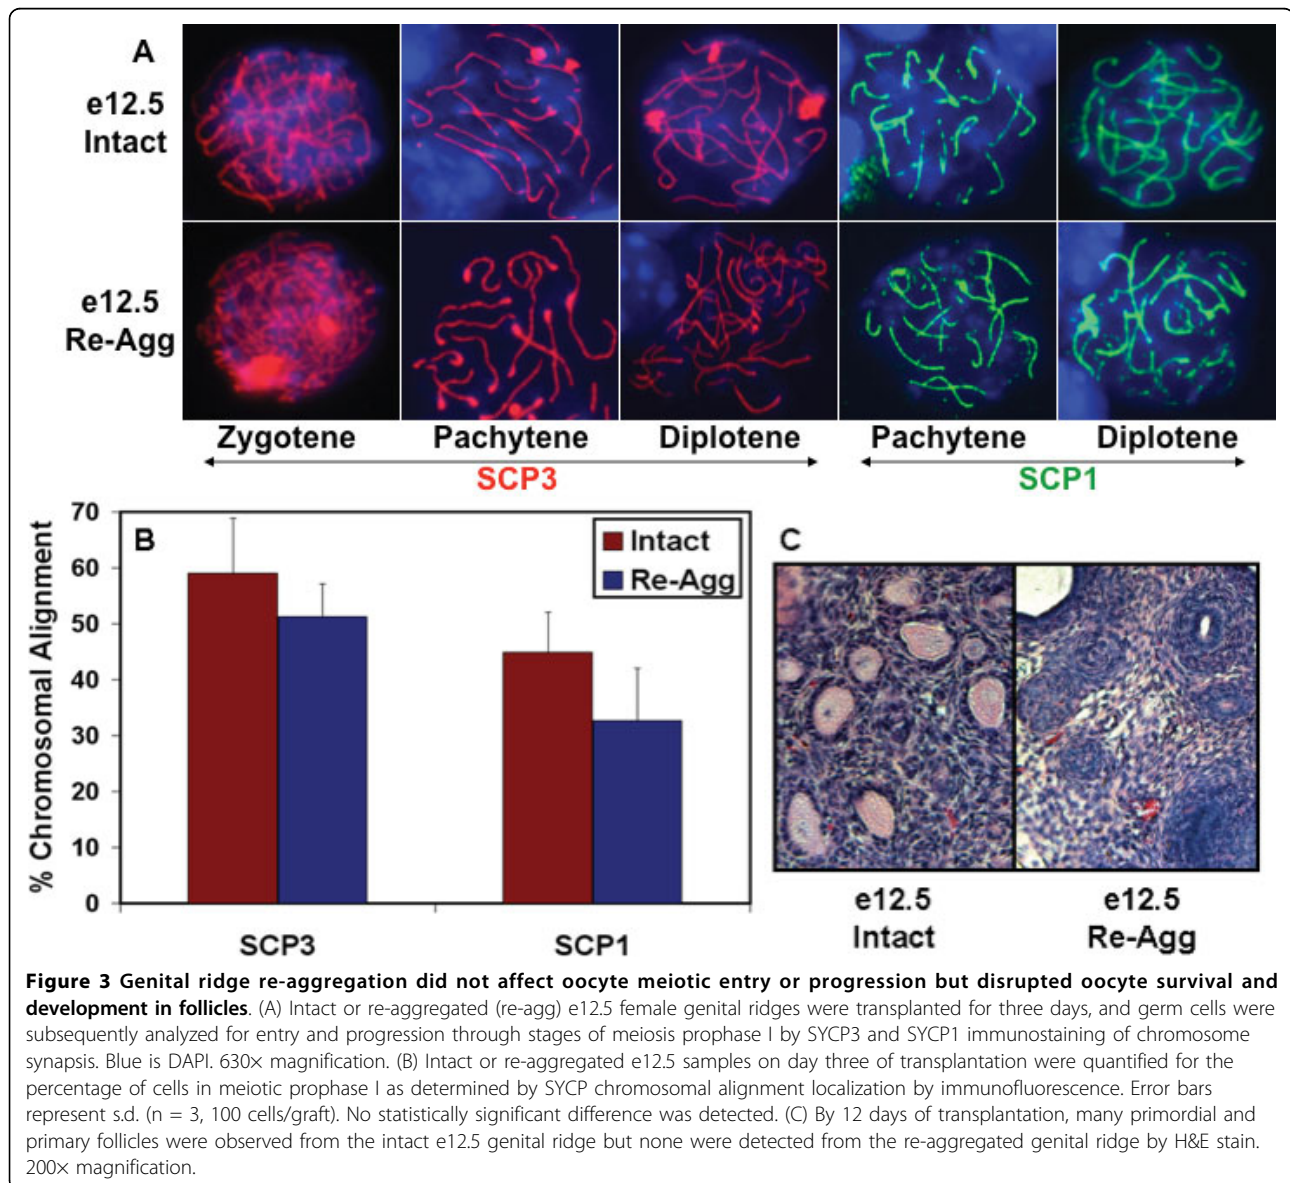 A
e12.5
Intact
e12.5
Re-Agg
Zygotene Pachytene Diplotene Pachytene Diplotene
SCP3 SCP1
B
% Chromosomal Alignment
70
60
50
40
30
20
10
0
Intact
Re-Agg
SCP3 SCP1
C
e12.5
Intact
e12.5
Re-Agg
Figure 3 Genital ridge re-aggregation did not affect oocyte meiotic entry or progression but disrupted oocyte survival and
development in follicles. (A) Intact or re-aggregated (re-agg) e12.5 female genital ridges were transplanted for three days, and germ cells were
subsequently analyzed for entry and progression through stages of meiosis prophase I by SYCP3 and SYCP1 immunostaining of chromosome
synapsis. Blue is DAPI. 630× magnification. (B) Intact or re-aggregated e12.5 samples on day three of transplantation were quantified for the
percentage of cells in meiotic prophase I as determined by SYCP chromosomal alignment localization by immunofluorescence. Error bars
represent s.d. (n = 3, 100 cells/graft). No statistically significant difference was detected. (C) By 12 days of transplantation, many primordial and
primary follicles were observed from the intact e12.5 genital ridge but none were detected from the re-aggregated genital ridge by H&E stain.
200× magnification.